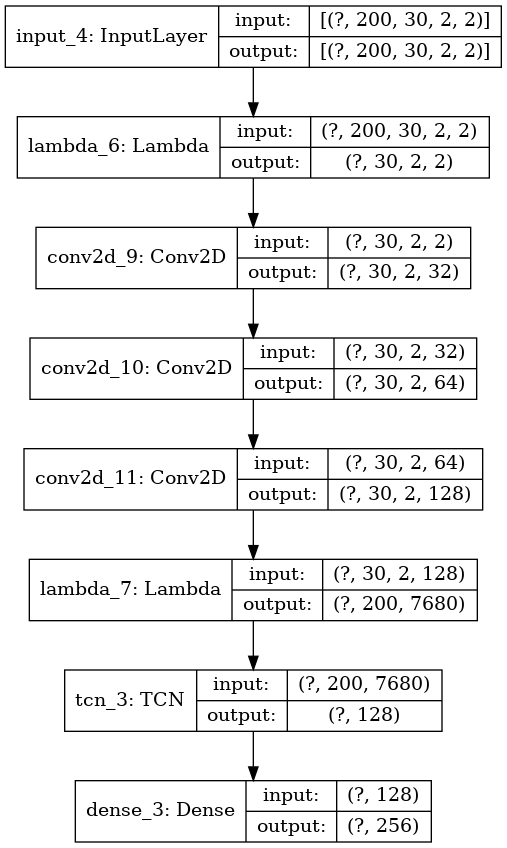 input_4: InputLayer
input:
[(?, 200, 30, 2, 2)]
output:
[(?, 200, 30, 2, 2)]
lambda_6: Lambda
input:
(?, 200, 30, 2, 2)
output:
(?, 30, 2, 2)
conv2d_9: Conv2D
input:
(?, 30, 2, 2)
output:
(?, 30, 2, 32)
conv2d_10: Conv2D
input:
(?, 30, 2, 32)
output:
(?, 30, 2, 64)
conv2d_11: Conv2D
input:
(?, 30, 2, 64)
output:
(?, 30, 2, 128)
lambda_7: Lambda
input:
(?, 30, 2, 128)
output:
(?, 200, 7680)
tcn_3: TCN
input:
(?, 200, 7680)
output:
(?, 128)
dense_3: Dense
input:
(?, 128)
output:
(?, 256)